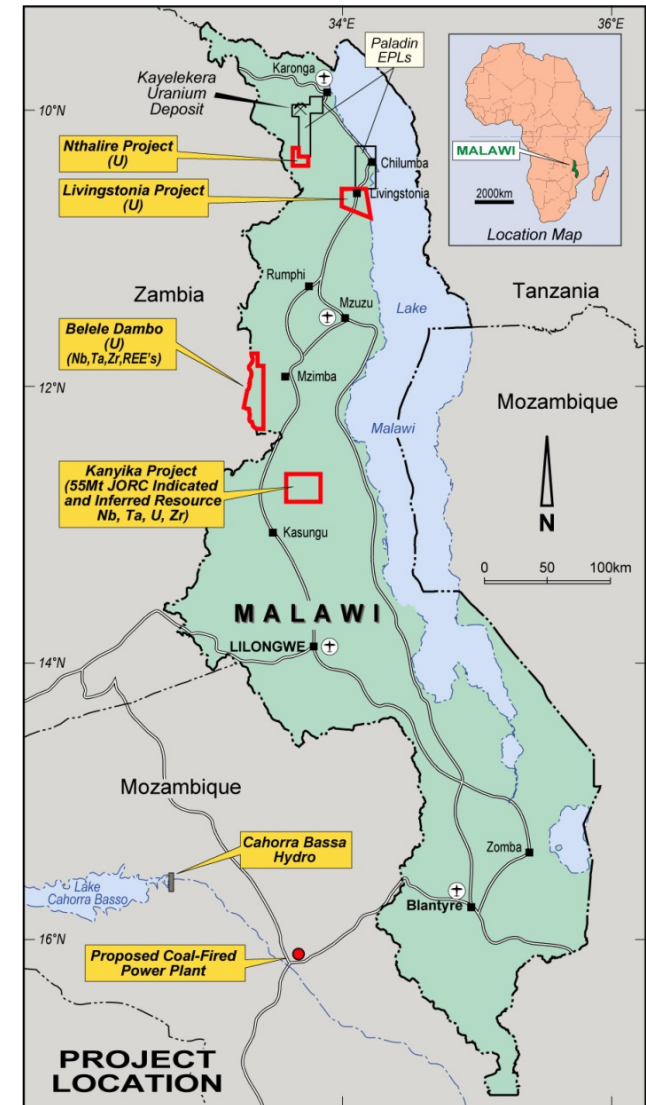 34°E
36°E
Paladin
EPLs
Karonga
Kayelekera
Uranium
Deposit
10°N
Nthalire Project
(U)
Chilumba
Livingstonia Project
(U)
Livingstonia
MALAWI
2000km
Location Map
Rumphi
Zambia
Mzuzu
Lake
Tanzania
Belele Dambo
(U)
(Nb,Ta,Zr,REE's)
Mzimba
12°N
Malawi
Mozambique
N
Kanyika Project
(55Mt JORC Indicated
and Inferred Resource
Nb, Ta, U, Zr)
Kasungu
0 50 100km
MALAWI
LILONGWE
14°N
Mozambique
Cahorra Bassa
Hydro
Zomba
Lake
Cahorra Basso
Blantyre
16°N
Proposed Coal-Fired
Power Plant
PROJECT
LOCATION